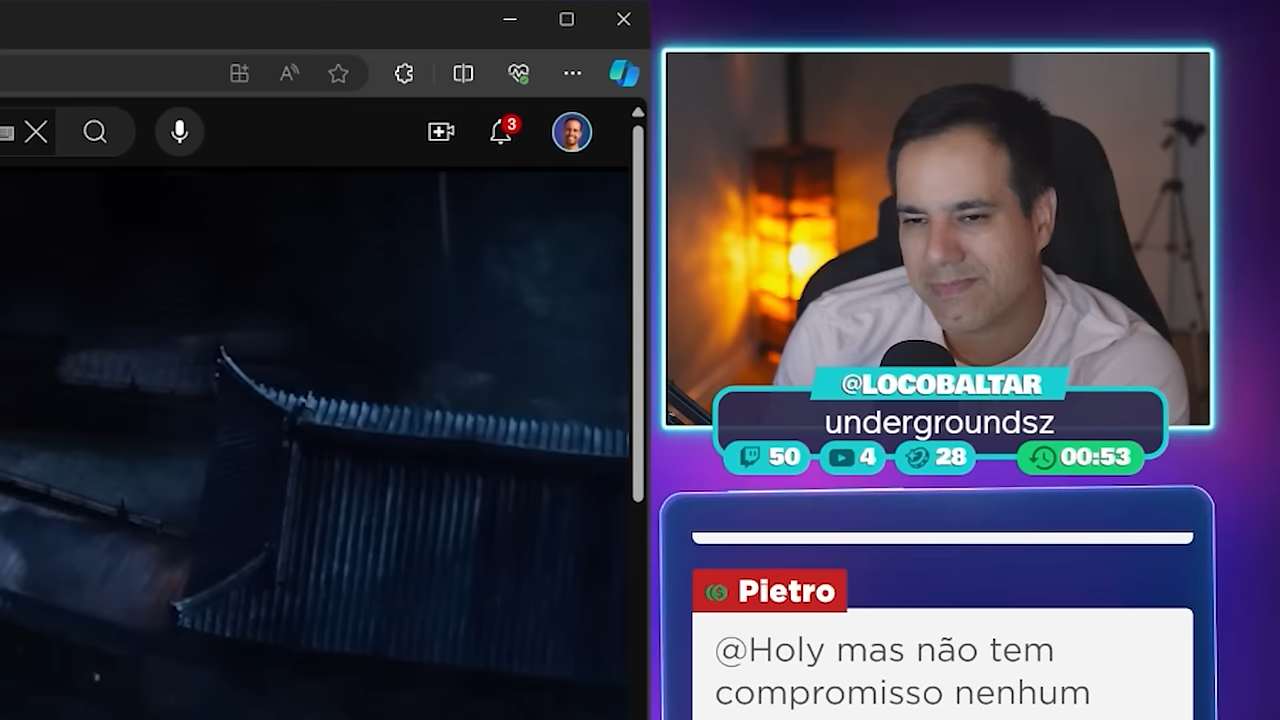 3
@LOCOBALTAR
undergroundsz
50 4 28 00:53
Pietro
@Holy mas não tem
compromisso nenhum